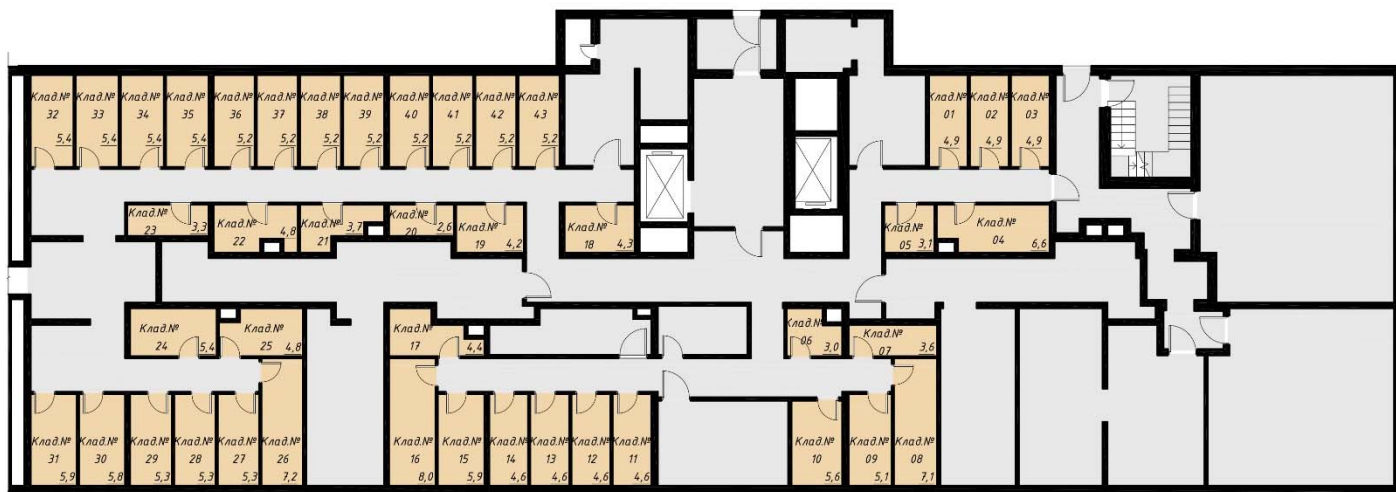 Клад.№
32
5,4
Клад.№
33
5,4
Клад.№
34
5,4
Клад.№
35
5,4
Клад.№
36
5,2
Клад.№
37
5,2
Клад.№
38
5,2
Клад.№
39
5,2
Клад.№
40
5,2
Клад.№
41
5,2
Клад.№
42
5,2
Клад.№
43
5,2
Клад.№
01
4,9
Клад.№
02
4,9
Клад.№
03
4,9
Клад.№
23
3,3
Клад.№
22
4,8
Клад.№
21
3,7
Клад.№
20
2,6
Клад.№
19
4,2
Клад.№
18
4,3
Клад.№
05
3,1
Клад.№
04
6,6
Клад.№
24
5,4
Клад.№
25
4,8
Клад.№
17
4,4
Клад.№
06
3,0
Клад.№
07
3,6
Клад.№
31
5,9
Клад.№
30
5,8
Клад.№
29
5,3
Клад.№
28
5,3
Клад.№
27
5,3
Клад.№
26
7,2
Клад.№
16
8,0
Клад.№
15
5,9
Клад.№
14
4,6
Клад.№
13
4,6
Клад.№
12
4,6
Клад.№
11
4,6
Клад.№
10
5,6
Клад.№
09
5,1
Клад.№
08
7,1